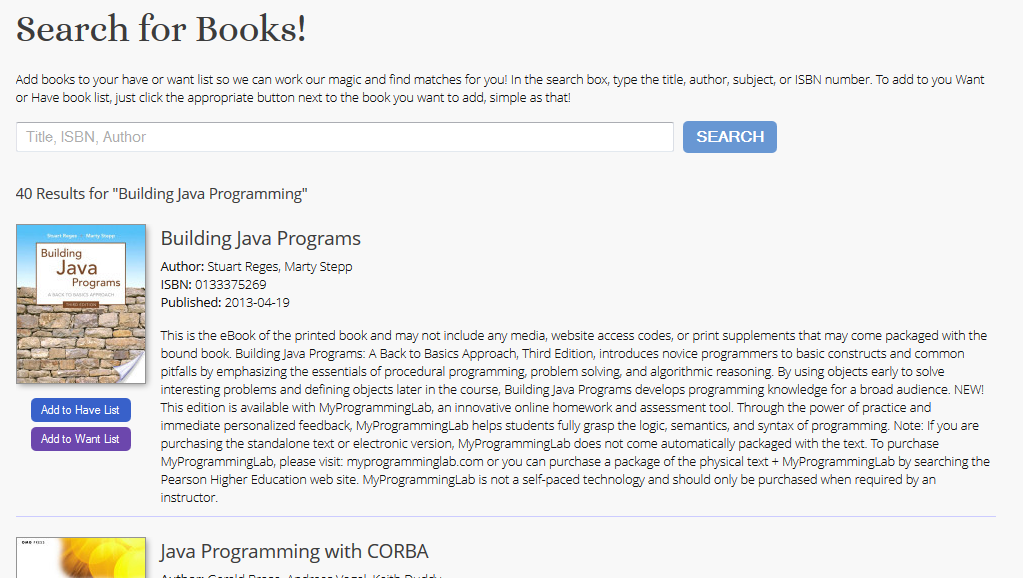 Search for Books!
Add books to your have or want list so we can work our magic and find matches for you! In the search box, type the title, author, subject, or ISBN number. To add to you Want
or Have book list, just click the appropriate button next to the book you want to add, simple as that!
Title, ISBN, Author
SEARCH
40 Results for "Building Java Programming"
Stuart Reges Marty Stepp
Building
Java
Programs
A BACK TO BASICS APPROACH
THIRD EDITION
Add to Have List
Add to Want List
Building Java Programs
Author: Stuart Reges, Marty Stepp
ISBN: 0133375269
Published: 2013-04-19
This is the eBook of the printed book and may not include any media, website access codes, or print supplements that may come packaged with the
bound book. Building Java Programs: A Back to Basics Approach, Third Edition, introduces novice programmers to basic constructs and common
pitfalls by emphasizing the essentials of procedural programming, problem solving, and algorithmic reasoning. By using objects early to solve
interesting problems and defining objects later in the course, Building Java Programs develops programming knowledge for a broad audience. NEW!
This edition is available with MyProgrammingLab, an innovative online homework and assessment tool. Through the power of practice and
immediate personalized feedback, MyProgrammingLab helps students fully grasp the logic, semantics, and syntax of programming. Note: If you are
purchasing the standalone text or electronic version, MyProgrammingLab does not come automatically packaged with the text. To purchase
MyProgrammingLab, please visit: myprogramminglab.com or you can purchase a package of the physical text + MyProgrammingLab by searching the
Pearson Higher Education web site. MyProgrammingLab is not a self-paced technology and should only be purchased when required by an
instructor.
OMG PRESS
Java Programming with CORBA
Author: Gerald Brose, Andreas Vogel, Keith Duddy